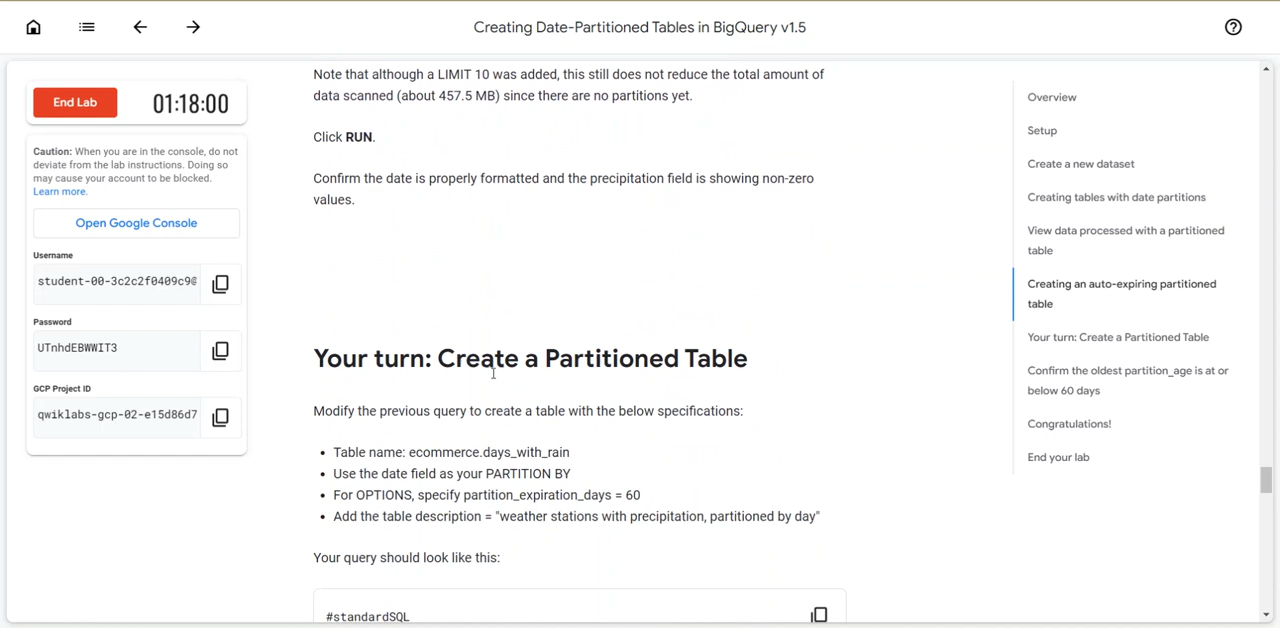 Creating Date-Partitioned Tables in BigQuery v1.5
End Lab
01:18:00
Caution: When you are in the console, do not
deviate from the lab instructions. Doing so
may cause your account to be blocked.
Learn more.
Open Google Console
Username
student-00-3c2c2f0409c9@
Password
UTnhdEBWWIT3
GCP Project ID
qwiklabs-gcp-02-e15d86d7
Note that although a LIMIT 10 was added, this still does not reduce the total amount of
data scanned (about 457.5 MB) since there are no partitions yet.
Click RUN.
Confirm the date is properly formatted and the precipitation field is showing non-zero
values.
Your turn: Create a Partitioned Table
Modify the previous query to create a table with the below specifications:
• Table name: ecommerce.days_with_rain
• Use the date field as your PARTITION BY
• For OPTIONS, specify partition_expiration_days = 60
• Add the table description = "weather stations with precipitation, partitioned by day"
Your query should look like this:
#standardSQL
Overview
Setup
Create a new dataset
Creating tables with date partitions
View data processed with a partitioned
table
Creating an auto-expiring partitioned
table
Your turn: Create a Partitioned Table
Confirm the oldest partition_age is at or
below 60 days
Congratulations!
End your lab